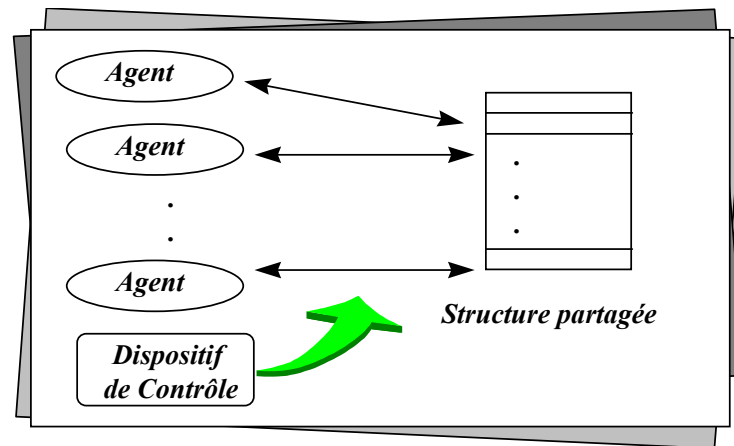 Agent
Agent
.
.
Agent
.
.
.
Structure partagée
Dispositif
de Contrôle